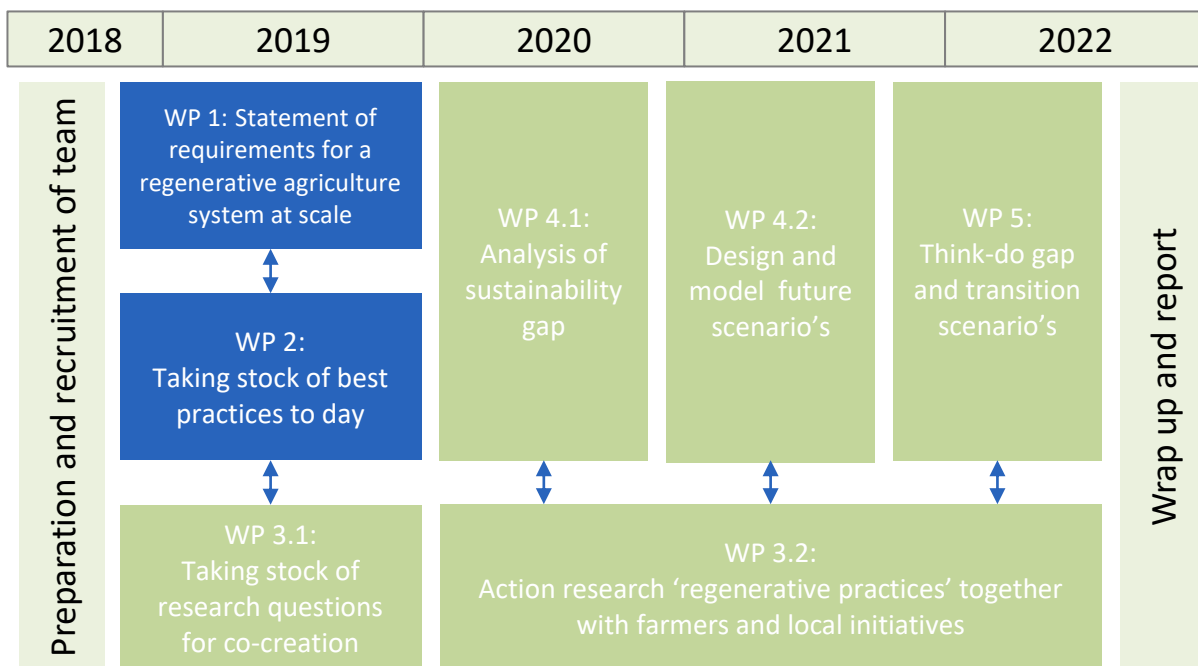 2018
2019
2020
2021
2022
Preparation and recruitment of team
WP 1: Statement of
requirements for a
regenerative agriculture
system at scale
WP 2:
Taking stock of best
practices to day
WP 3.1:
Taking stock of
research questions
for co-creation
WP 4.1:
Analysis of
sustainability
gap
WP 4.2:
Design and
model future
scenario's
WP 5:
Think-do gap
and transition
scenario's
WP 3.2:
Action research ‘regenerative practices’ together
with farmers and local initiatives
Wrap up and report